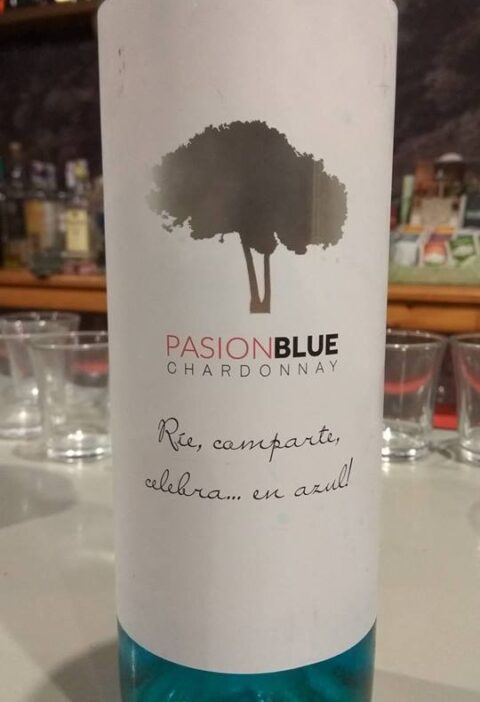 PASIONBLUE
CHARDONNAY
Ríe, comparte,
celebra... en azul!